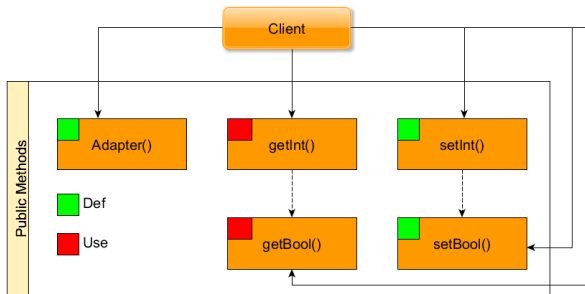 Client
Public Methods
Adapter()
getInt()
setInt()
Def
Use
getBool()
setBool()